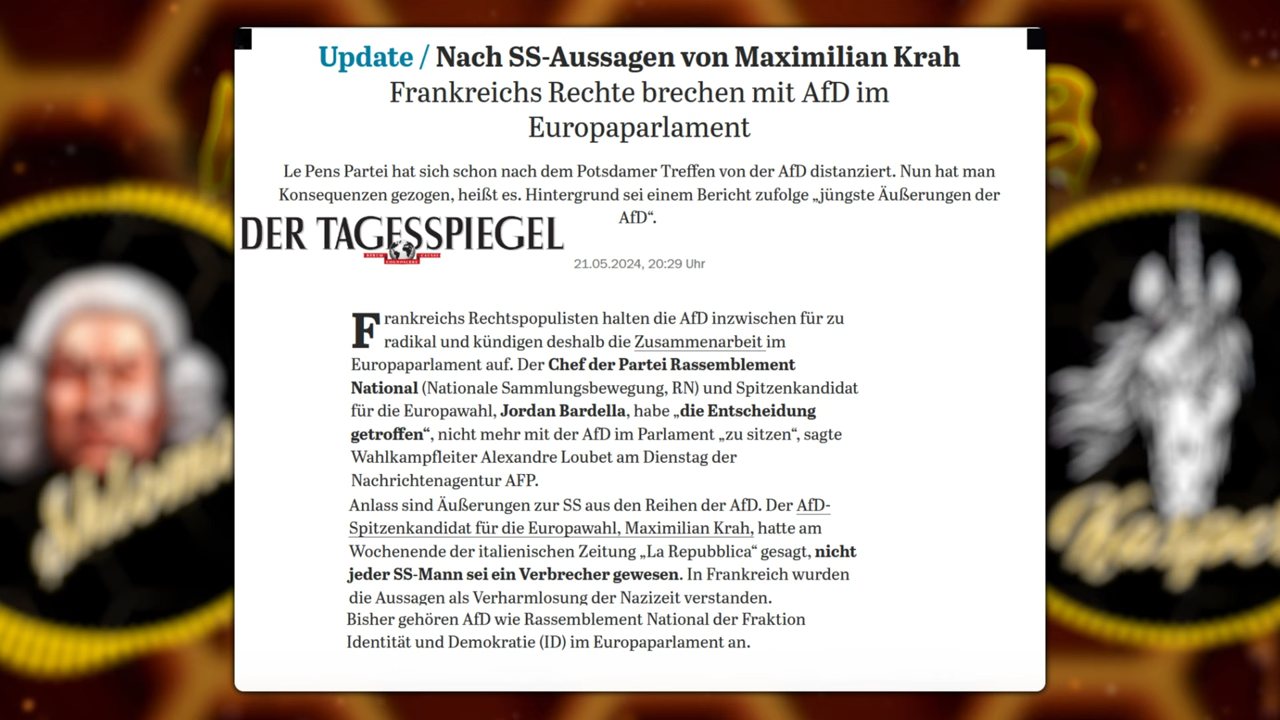 Update / Nach SS-Aussagen von Maximilian Krah
Frankreichs Rechte brechen mit AfD im
Europaparlament
Le Pens Partei hat sich schon nach dem Potsdamer Treffen von der AfD distanziert. Nun hat man
Konsequenzen gezogen, heißt es. Hintergrund sei einem Bericht zufolge „jüngste Äußerungen der
AfD“.
DER TAGESSPIEGEL
21.05.2024, 20:29 Uhr
Frankreichs Rechtspopulisten halten die AfD inzwischen für zu
radikal und kündigen deshalb die Zusammenarbeit im
Europaparlament auf. Der Chef der Partei Rassemblement
National (Nationale Sammlungsbewegung, RN) und Spitzenkandidat
für die Europawahl, Jordan Bardella, habe „die Entscheidung
getroffen“, nicht mehr mit der AfD im Parlament „zu sitzen“, sagte
Wahlkampfleiter Alexandre Loubet am Dienstag der
Nachrichtenagentur AFP.
Anlass sind Äußerungen zur SS aus den Reihen der AfD. Der AfD-
Spitzenkandidat für die Europawahl, Maximilian Krah, hatte am
Wochenende der italienischen Zeitung „La Repubblica“ gesagt, nicht
jeder SS-Mann sei ein Verbrecher gewesen. In Frankreich wurden
die Aussagen als Verharmlosung der Nazizeit verstanden.
Bisher gehören AfD wie Rassemblement National der Fraktion
Identität und Demokratie (ID) im Europaparlament an.